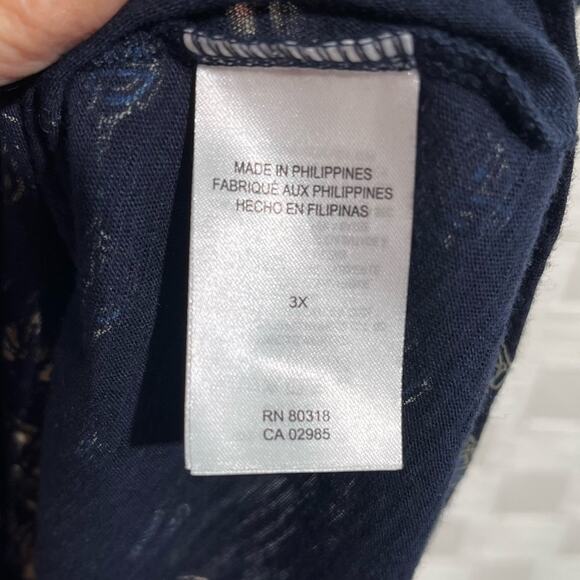 MADE IN PHILIPPINES
FABRIQUÉ AUX PHILIPPINES
HECHO EN FILIPINAS
3X
RN 80318
CA 02985